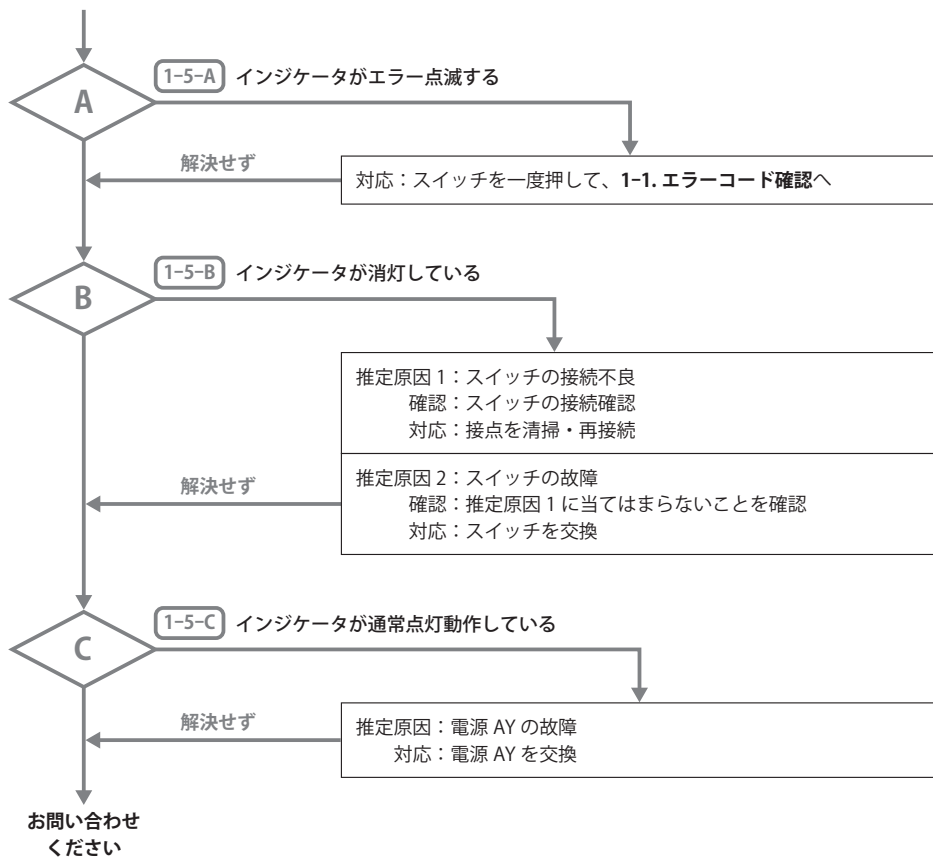 1-5-A インジケータがエラー点滅する
A
解決せず
対応：スイッチを一度押して、1-1. エラーコード確認へ
1-5-B インジケータが消灯している
B
推定原因 1：スイッチの接続不良
確認：スイッチの接続確認
対応：接点を清掃・再接続
解決せず
推定原因 2：スイッチの故障
確認：推定原因 1 に当てはまらないことを確認
対応：スイッチを交換
1-5-C インジケータが通常点灯動作している
C
解決せず
推定原因：電源 AY の故障
対応：電源 AY を交換
お問い合わせ
ください